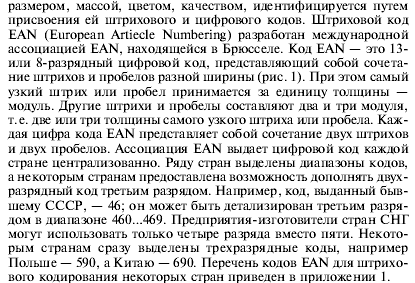 размером, массой, цветом, качеством, идентифицируется путем
присвоения ей штрихового и цифрового кодов. Штриховой код
EAN (European Artiecle Numbering) разработан международной
ассоциацией EAN, находящейся в Брюсселе. Код EAN — это 13-
или 8-разрядный цифровой код, представляющий собой сочета-
ние штрихов и пробелов разной ширины (рис. 1). При этом самый
узкий штрих или пробел принимается за единицу толщины —
модуль. Другие штрихи и пробелы составляют два и три модуля,
т.е. две или три толщины самого узкого штриха или пробела. Каж-
дая цифра кода EAN представляет собой сочетание двух штрихов
и двух пробелов. Ассоциация EAN выдает цифровой код каждой
стране централизованно. Ряду стран выделены диапазоны кодов,
а некоторым странам предоставлена возможность дополнять двух-
разрядный код третьим разрядом. Например, код, выданный быв-
шему СССР, — 46; он может быть детализирован третьим разря-
дом в диапазоне 460...469. Предприятия-изготовители стран СНГ
могут использовать только четыре разряда вместо пяти. Некото-
рым странам сразу выделены трехразрядные коды, например
Польше — 590, а Китаю — 690. Перечень кодов EAN для штрихо-
вого кодирования некоторых стран приведен в приложении 1.